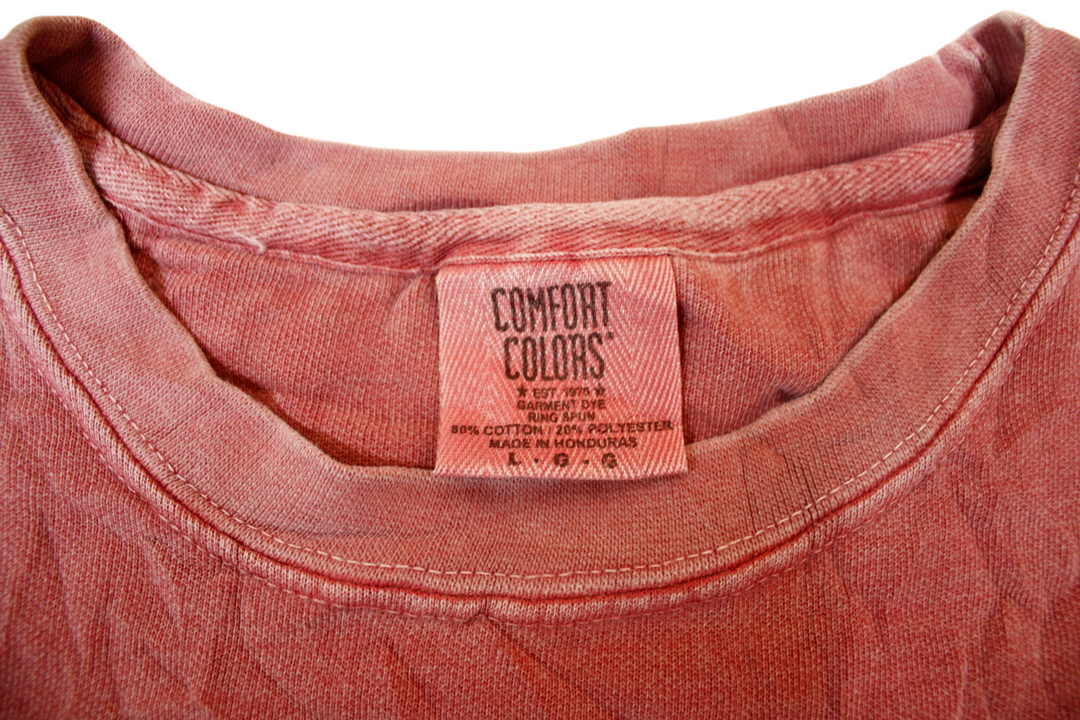 COMFORT
COLORS®
★ EST. 1975 ★
GARMENT DYE
RING SPUN
80% COTTON / 20% POLYESTER
MADE IN HONDURAS
L · G · G